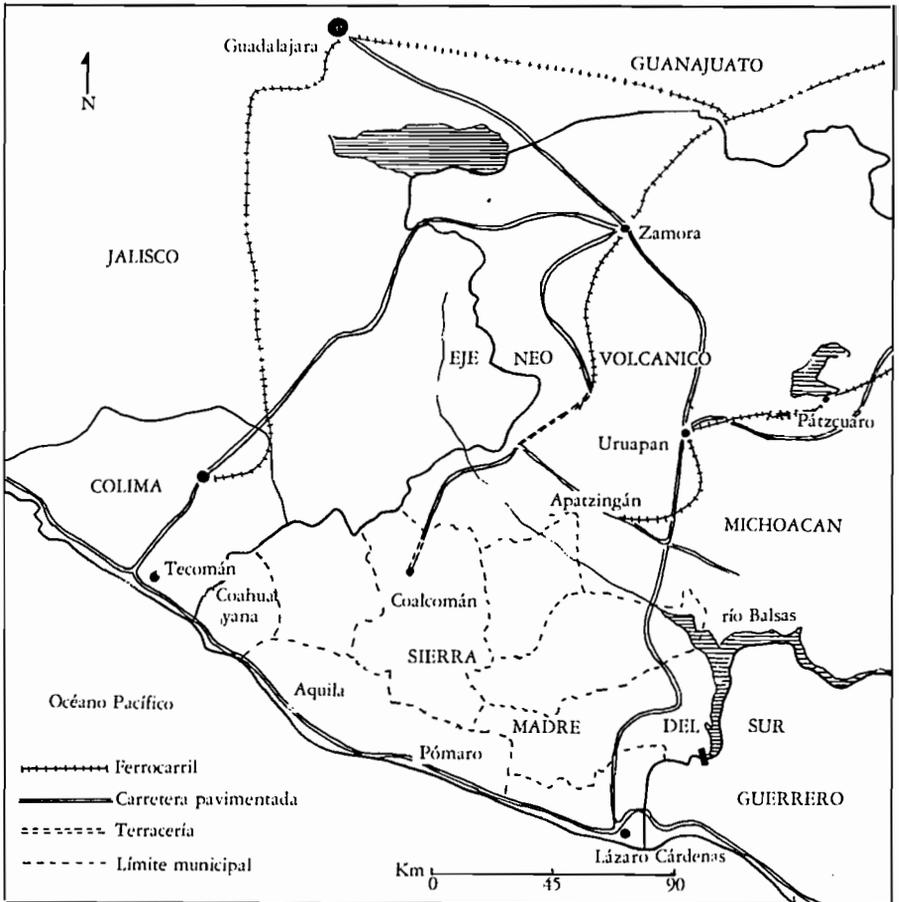 Guadalajara
GUANAJUATO
N
Zamora
JALISCO
EJE NEO VOLCANICO
Pátzcuaro
Uruapan
COLIMA
Apatzingán
MICHOACAN
Tecomán
Coahua
yana
Coalcomán
río Balsas
SIERRA
Aquila
Océano Pacífico
MADRE DEL SUR
Pómaro
Ferrocarril
Carretera pavimentada
GUERRERO
Terracería
Límite municipal
Lázaro Cárdenas
Km
0 45 90